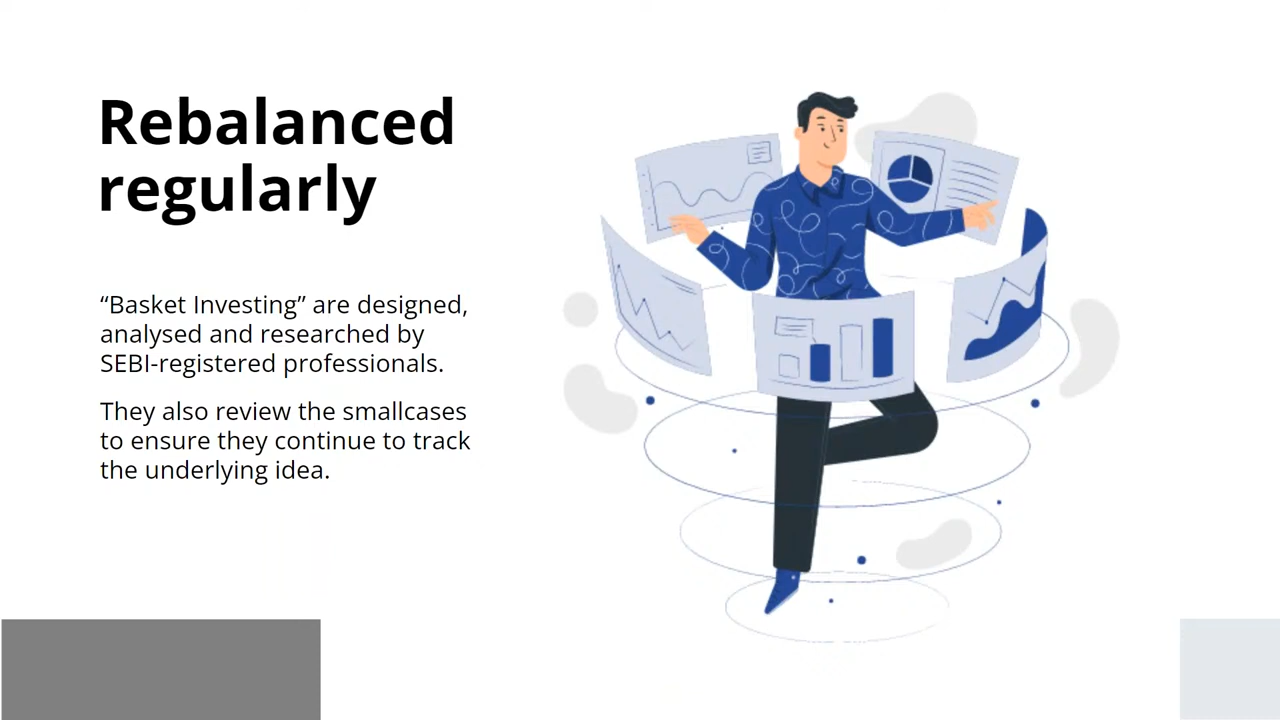 Rebalanced
regularly
“Basket Investing” are designed,
analysed and researched by
SEBI-registered professionals.
They also review the smallcases
to ensure they continue to track
the underlying idea.